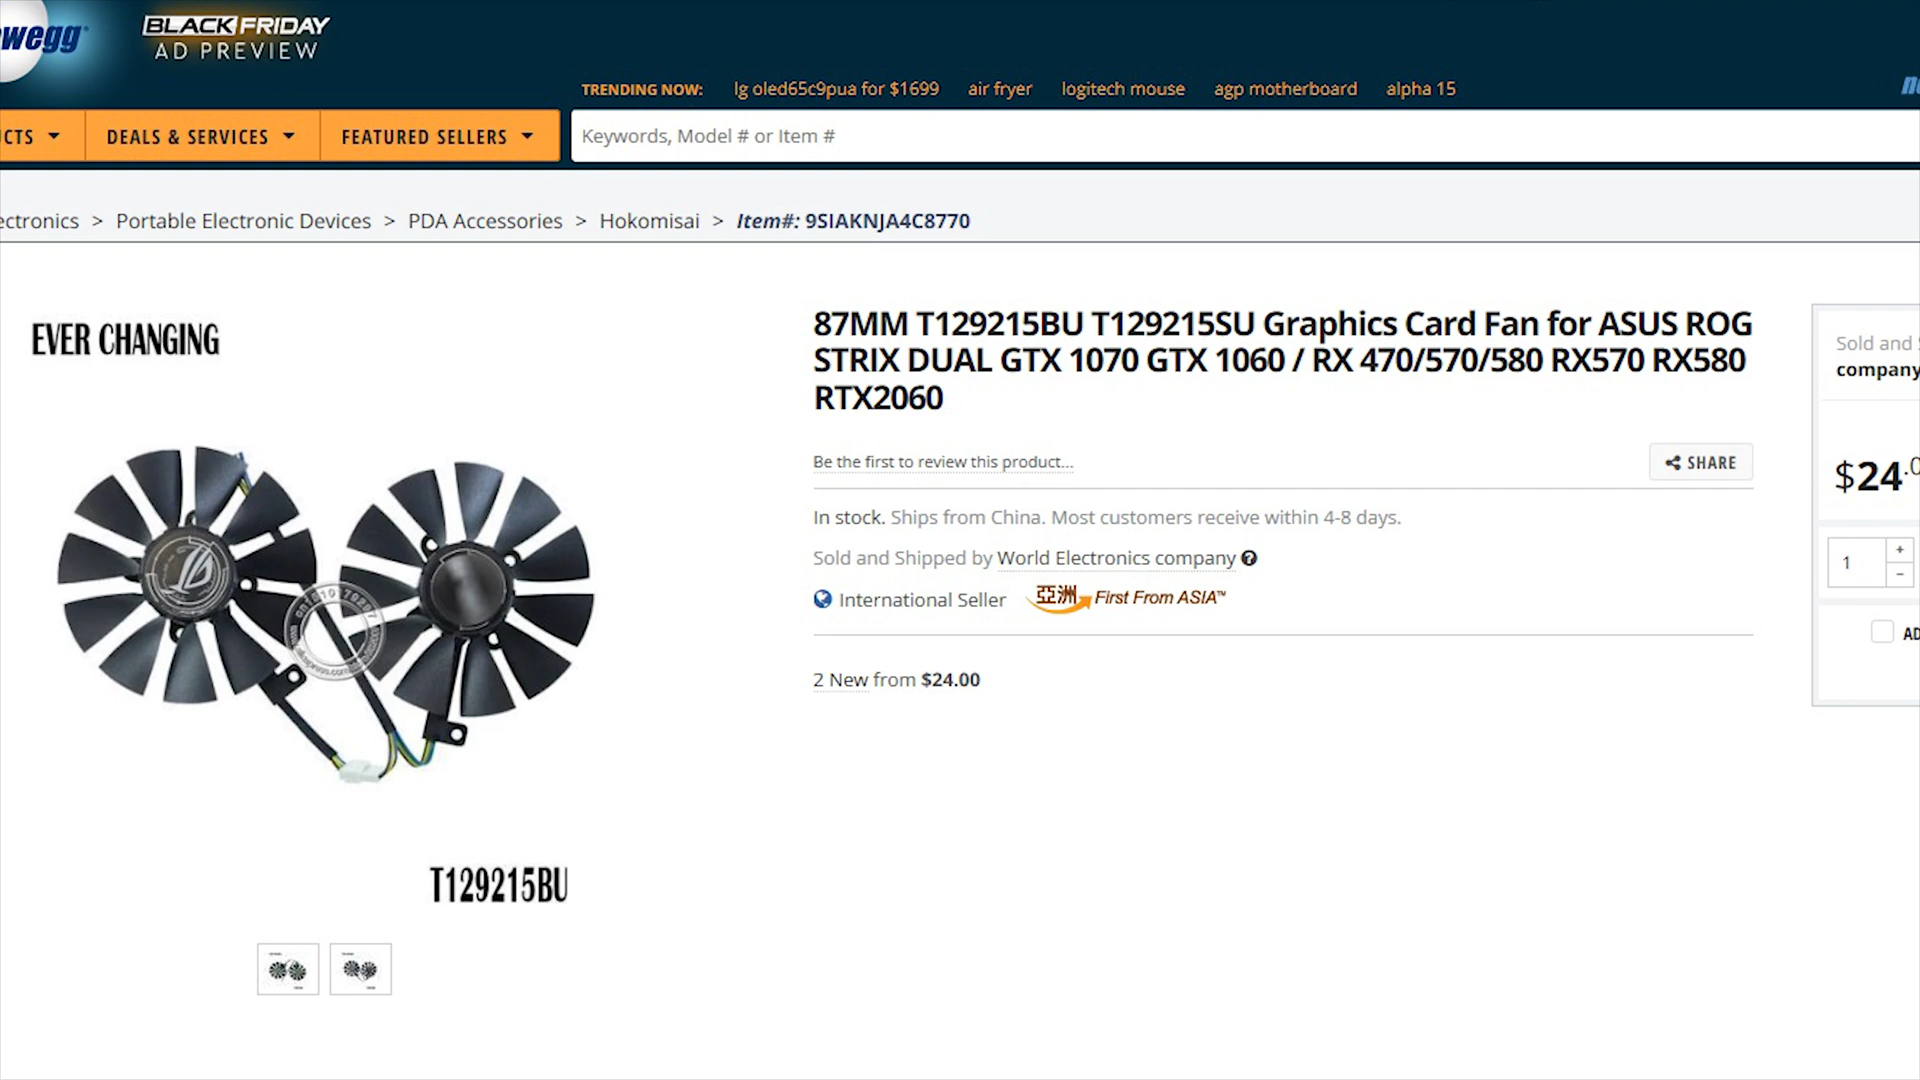 wegg
BLACK FRIDAY
AD PREVIEW
TRENDING NOW: lg oled65c9pua for $1699 air fryer logitech mouse agp motherboard alpha 15
CTS DEALS & SERVICES FEATURED SELLERS Keywords, Model # or Item #
ectronics > Portable Electronic Devices > PDA Accessories > Hokomisai > Item#: 9SIAKNJA4C8770
EVER CHANGING
T129215BU
87MM T129215BU T129215SU Graphics Card Fan for ASUS ROG
STRIX DUAL GTX 1070 GTX 1060 / RX 470/570/580 RX570 RX580
RTX2060
Be the first to review this product...
SHARE
In stock. Ships from China. Most customers receive within 4-8 days.
Sold and Shipped by World Electronics company ?
International Seller 亞洲 First From ASIA™
2 New from $24.00
Sold and
company
$24.0
1
+
-
AD